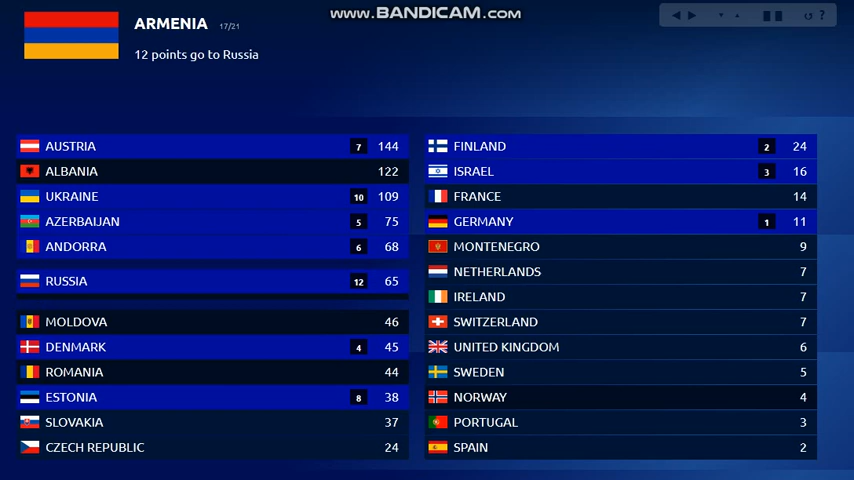 www.BANDICAM.com
ARMENIA 17/21
12 points go to Russia
AUSTRIA 7 144
ALBANIA 122
UKRAINE 10 109
AZERBAIJAN 5 75
ANDORRA 6 68
RUSSIA 12 65
MOLDOVA 46
DENMARK 4 45
ROMANIA 44
ESTONIA 8 38
SLOVAKIA 37
CZECH REPUBLIC 24
FINLAND 2 24
ISRAEL 3 16
FRANCE 14
GERMANY 1 11
MONTENEGRO 9
NETHERLANDS 7
IRELAND 7
SWITZERLAND 7
UNITED KINGDOM 6
SWEDEN 5
NORWAY 4
PORTUGAL 3
SPAIN 2